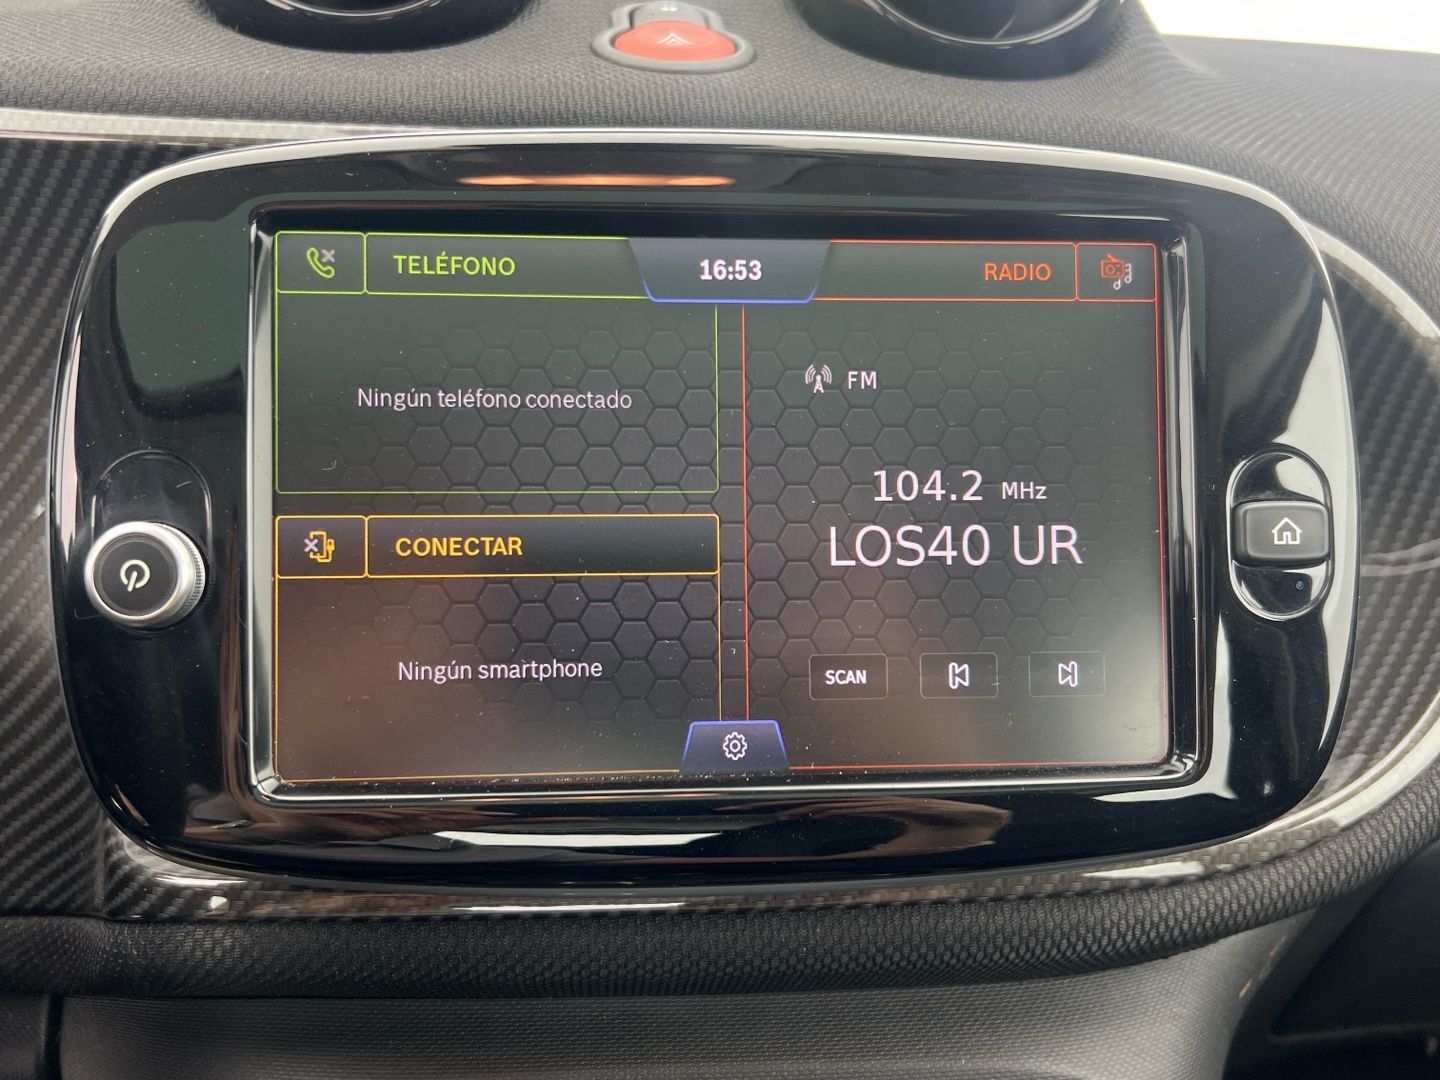 TELÉFONO
16:53
RADIO
FM
Ningún teléfono conectado
104.2 MHz
LOS40 UR
CONECTAR
Ningún smartphone
SCAN